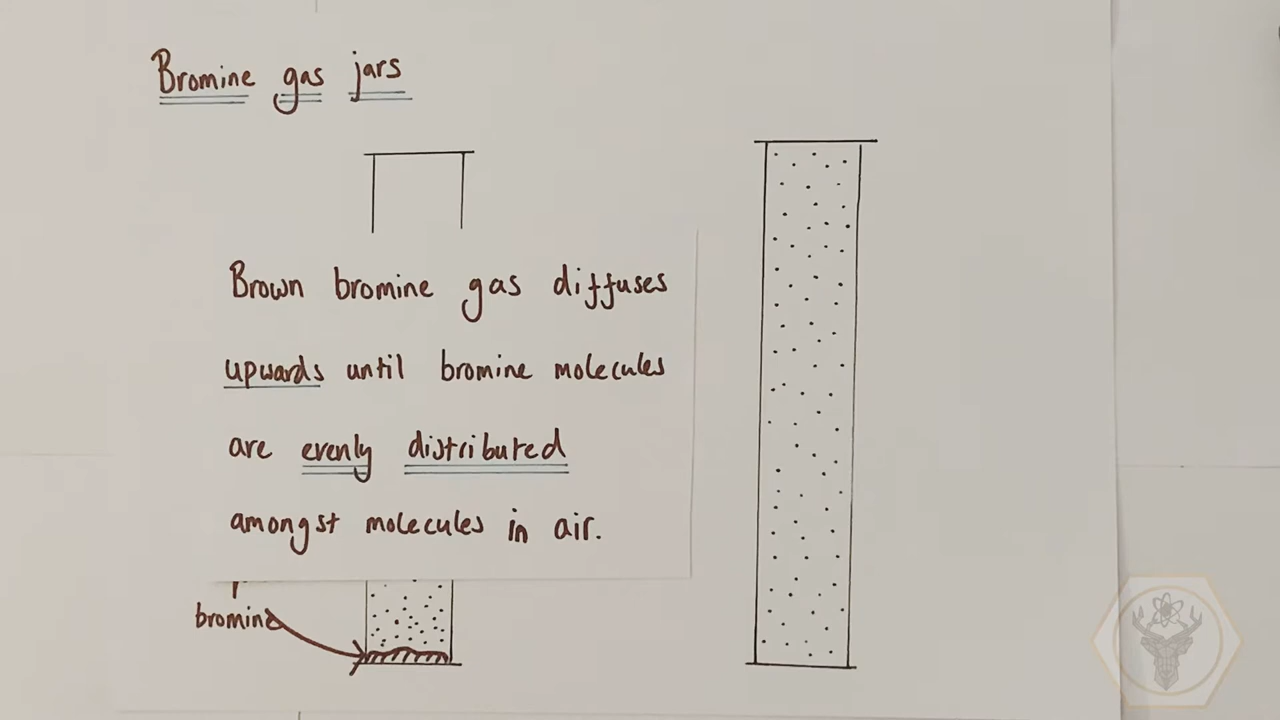 Bromine gas jars
Brown bromine gas diffuses
upwards until bromine molecules
are evenly distributed
amongst molecules in air.
bromine